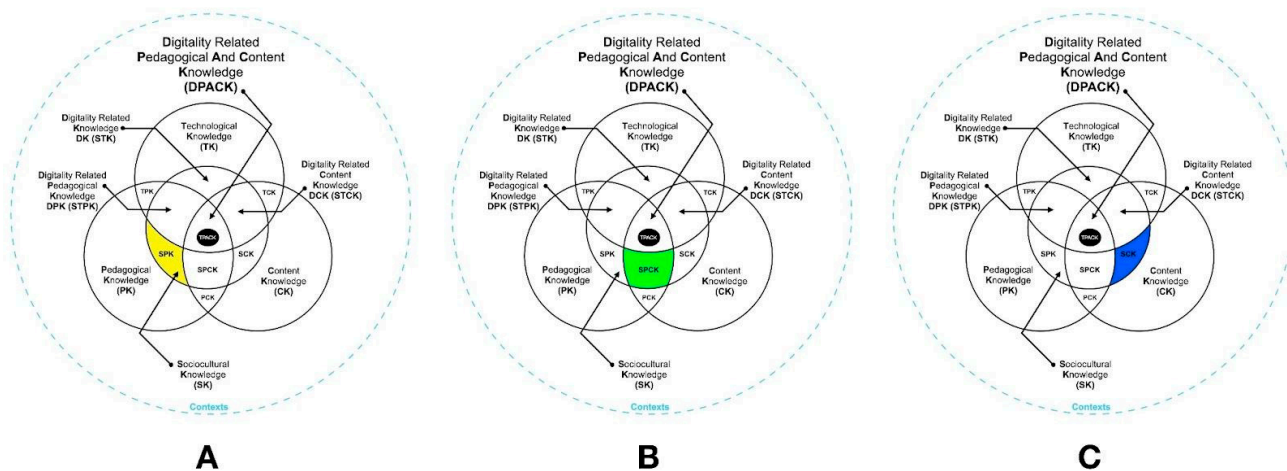 Digitality Related
Pedagogical And Content
Knowledge
(DPACK)
Digitality Related
Knowledge
DK (STK)
Technological
Knowledge
(TK)
Digitality Related
Pedagogical
Knowledge
DPK (STPK)
TPK
TCK
Digitality Related
Content
Knowledge
DCK (STCK)
TPACK
SPK
SCK
SPCK
Pedagogical
Knowledge
(PK)
Content
Knowledge
(CK)
PCK
Sociocultural
Knowledge
(SK)
Contexts
A
Digitality Related
Pedagogical And Content
Knowledge
(DPACK)
Digitality Related
Knowledge
DK (STK)
Technological
Knowledge
(TK)
Digitality Related
Pedagogical
Knowledge
DPK (STPK)
TPK
TCK
Digitality Related
Content
Knowledge
DCK (STCK)
TPACK
SPK
SCK
SPCK
Pedagogical
Knowledge
(PK)
Content
Knowledge
(CK)
PCK
Sociocultural
Knowledge
(SK)
Contexts
B
Digitality Related
Pedagogical And Content
Knowledge
(DPACK)
Digitality Related
Knowledge
DK (STK)
Technological
Knowledge
(TK)
Digitality Related
Pedagogical
Knowledge
DPK (STPK)
TPK
TCK
Digitality Related
Content
Knowledge
DCK (STCK)
TPACK
SPK
SCK
SPCK
Pedagogical
Knowledge
(PK)
Content
Knowledge
(CK)
PCK
Sociocultural
Knowledge
(SK)
Contexts
C